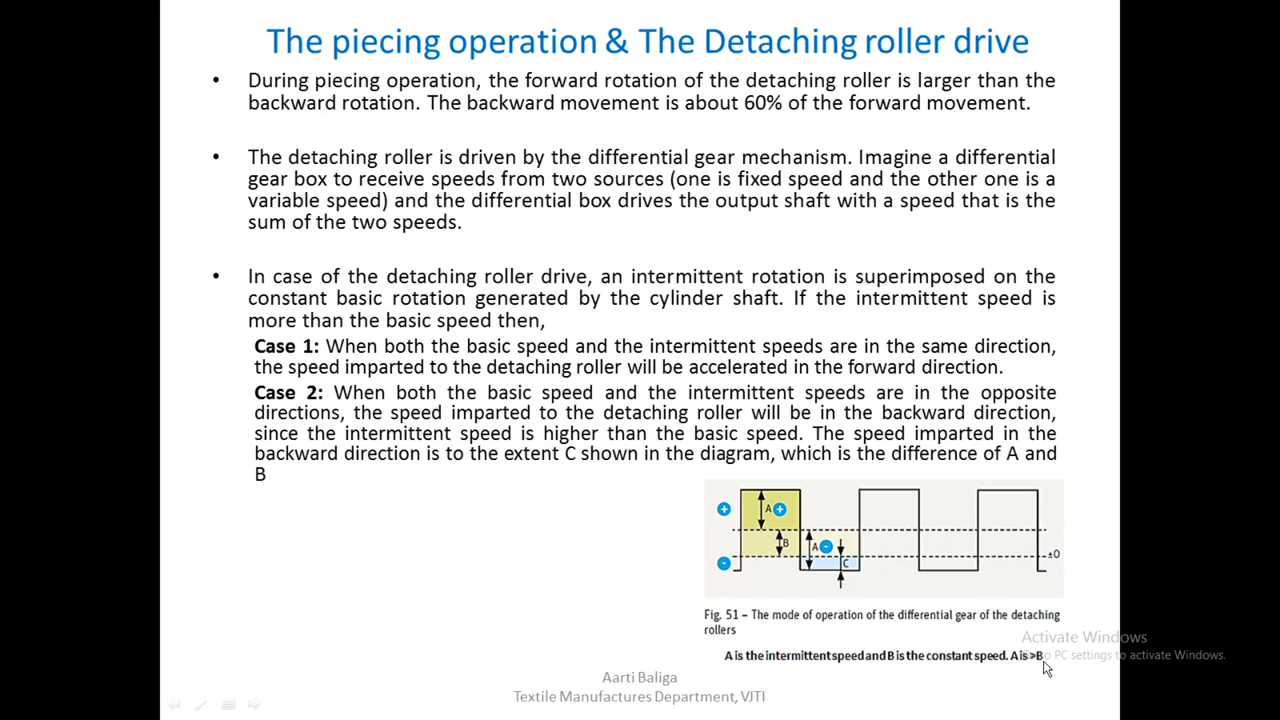 The piecing operation & The Detaching roller drive
• During piecing operation, the forward rotation of the detaching roller is larger than the
backward rotation. The backward movement is about 60% of the forward movement.
• The detaching roller is driven by the differential gear mechanism. Imagine a differential
gear box to receive speeds from two sources (one is fixed speed and the other one is a
variable speed) and the differential box drives the output shaft with a speed that is the
sum of the two speeds.
• In case of the detaching roller drive, an intermittent rotation is superimposed on the
constant basic rotation generated by the cylinder shaft. If the intermittent speed is
more than the basic speed then,
Case 1: When both the basic speed and the intermittent speeds are in the same direction,
the speed imparted to the detaching roller will be accelerated in the forward direction.
Case 2: When both the basic speed and the intermittent speeds are in the opposite
directions, the speed imparted to the detaching roller will be in the backward direction,
since the intermittent speed is higher than the basic speed. The speed imparted in the
backward direction is to the extent C shown in the diagram, which is the difference of A and
B
+ A +
B A -
±0
- C
Fig. 51 – The mode of operation of the differential gear of the detaching
rollers
Activate Windows
A is the intermittent speed and B is the constant speed. A is >B
to PC settings to activate Windows.
Aarti Baliga
Textile Manufactures Department, VJTI